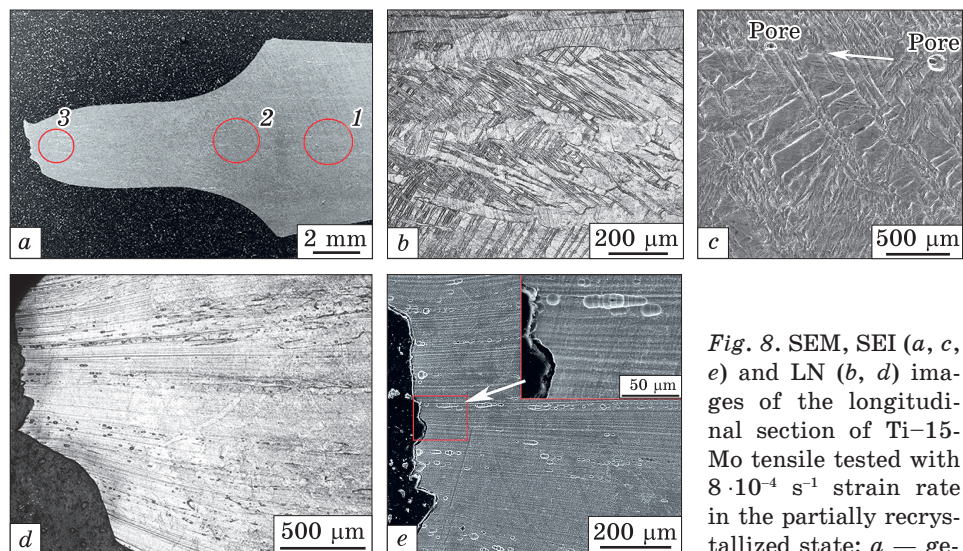 3
2
1
a
2 mm
b
200 μm
Pore
Pore
c
500 μm
d
500 μm
50 μm
e
200 μm
Fig. 8. SEM, SEI (a, c,
e) and LN (b, d) ima-
ges of the longitudi-
nal section of Ti–15-
Mo tensile tested with
8·10⁻⁴ s⁻¹ strain rate
in the partially recrys-
tallized state: a — ge-